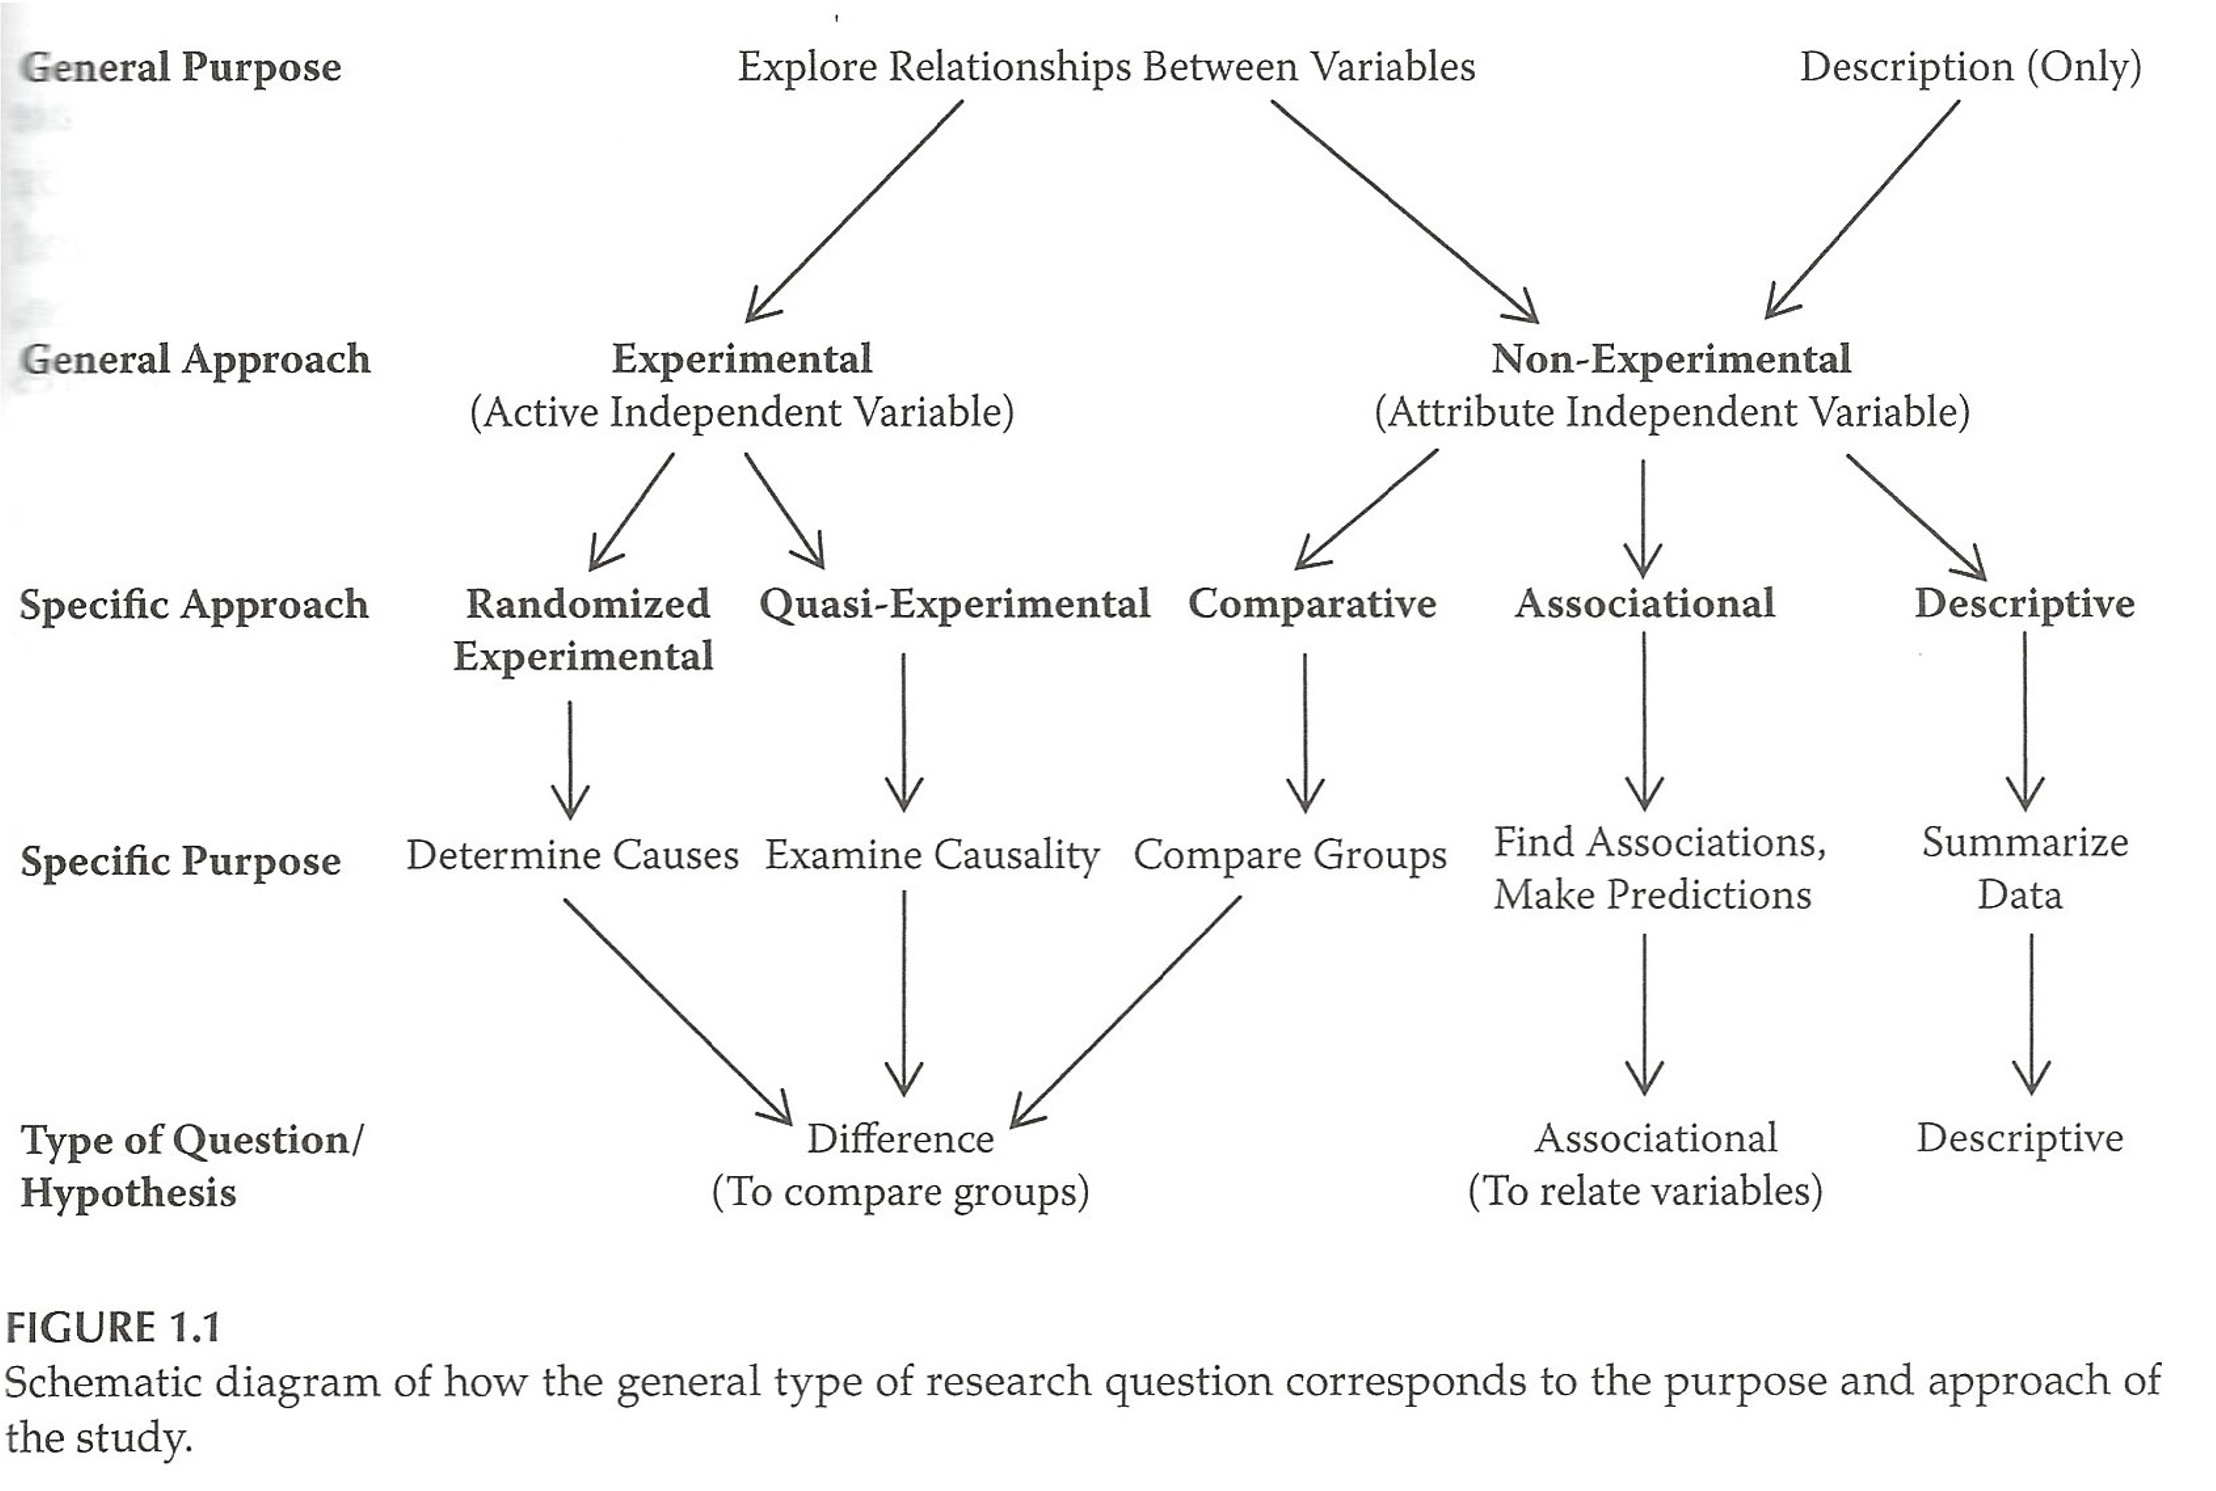 General Purpose Explore Relationships Between Variables Description (Only)
General Approach Experimental Non-Experimental
(Active Independent Variable) (Attribute Independent Variable)
Specific Approach Randomized Quasi-Experimental Comparative Associational Descriptive
Experimental
Specific Purpose Determine Causes Examine Causality Compare Groups Find Associations, Summarize
Make Predictions Data
Type of Question/ Difference Associational Descriptive
Hypothesis (To compare groups) (To relate variables)
FIGURE 1.1
Schematic diagram of how the general type of research question corresponds to the purpose and approach of
the study.